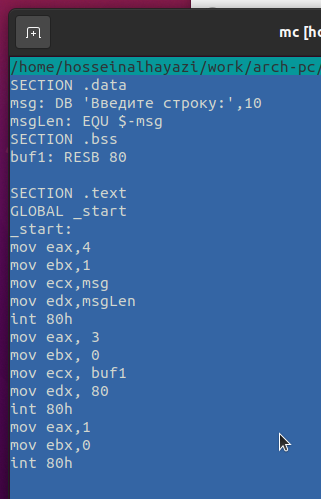 mc [ho
/home/hosseinalhayazi/work/arch-pc/
SECTION .data
msg: DB 'Введите строку:',10
msgLen: EQU $-msg
SECTION .bss
buf1: RESB 80

SECTION .text
GLOBAL _start
_start:
mov eax,4
mov ebx,1
mov ecx,msg
mov edx,msgLen
int 80h
mov eax, 3
mov ebx, 0
mov ecx, buf1
mov edx, 80
int 80h
mov eax,1
mov ebx,0
int 80h